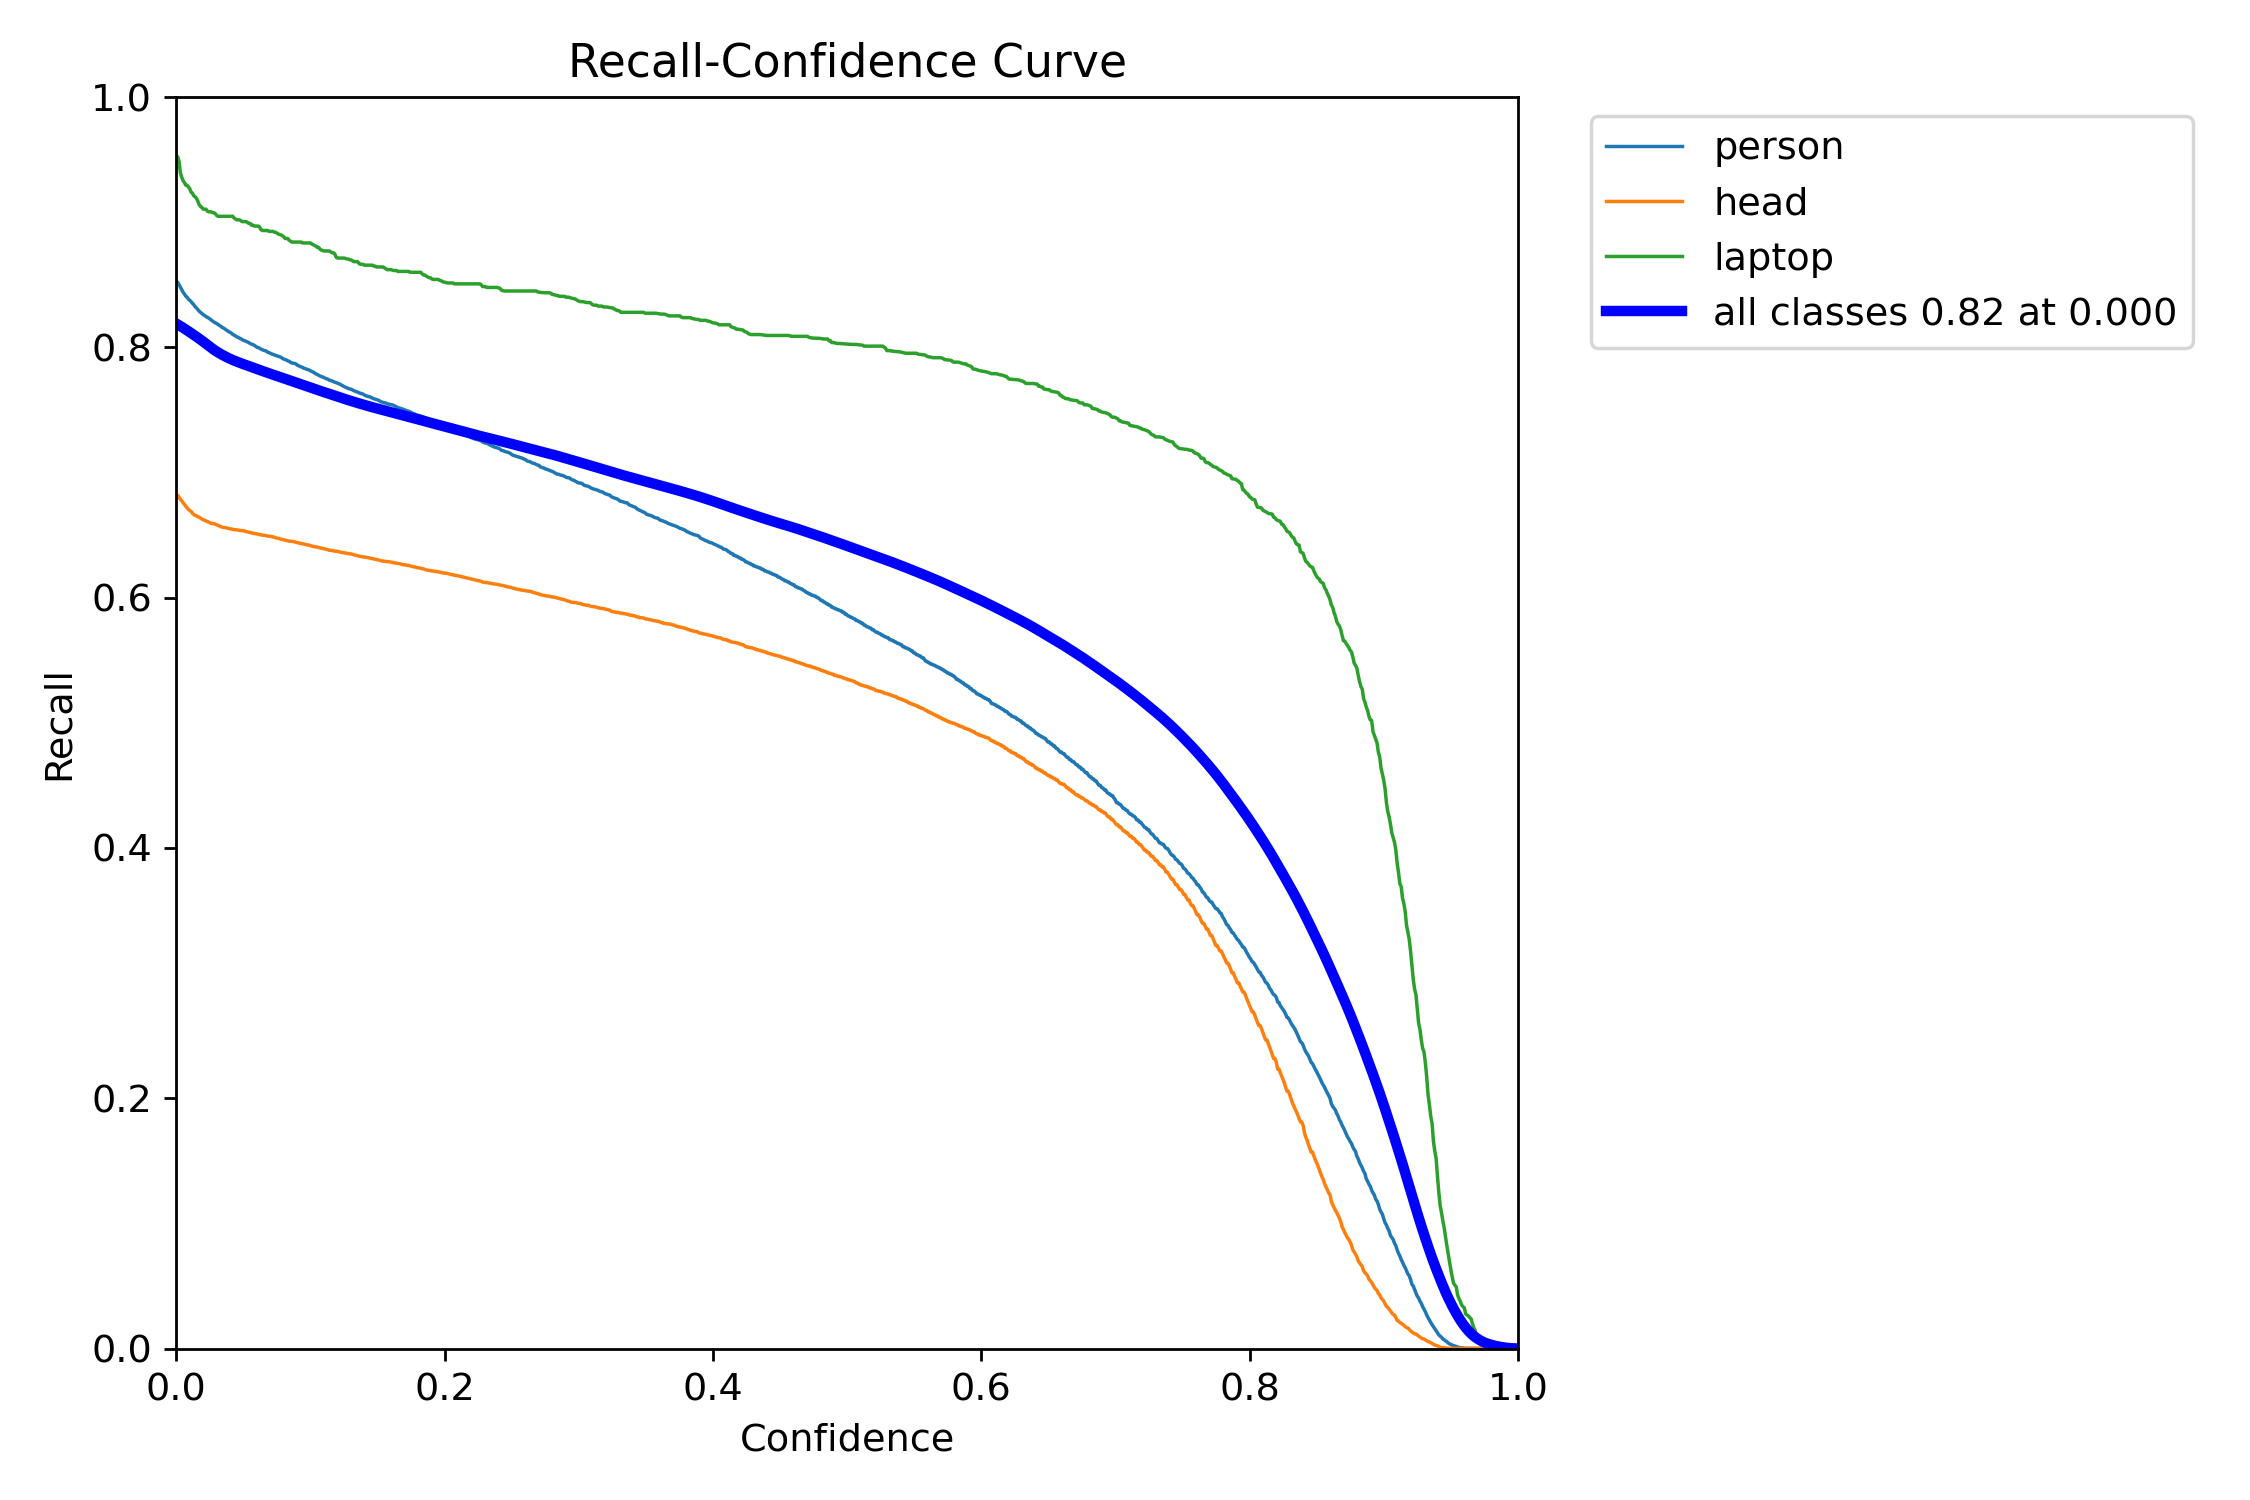 Recall-Confidence Curve
1.0
0.8
0.6
0.4
0.2
0.0
Recall
0.0 0.2 0.4 0.6 0.8 1.0
Confidence
person
head
laptop
all classes 0.82 at 0.000